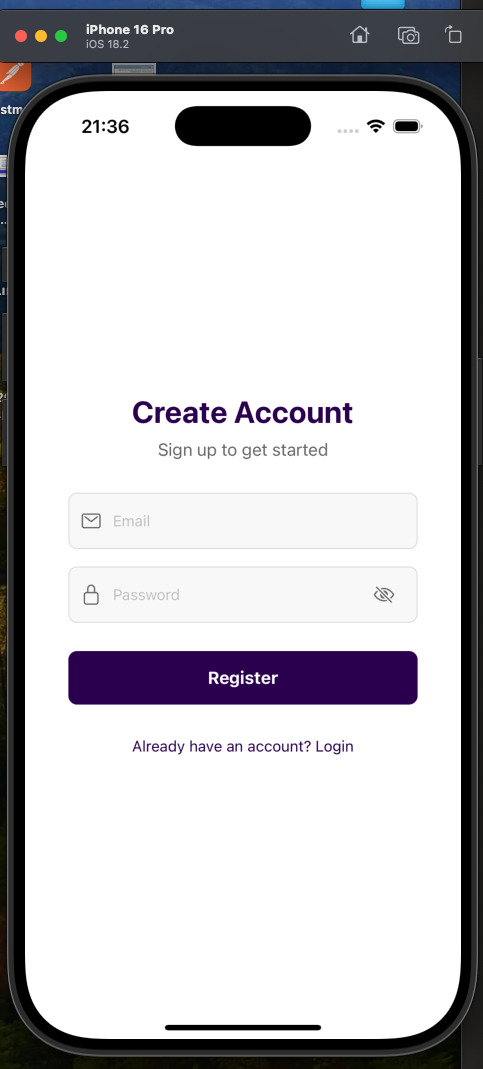 iPhone 16 Pro
iOS 18.2
21:36
Create Account
Sign up to get started
Email
Password
Register
Already have an account? Login